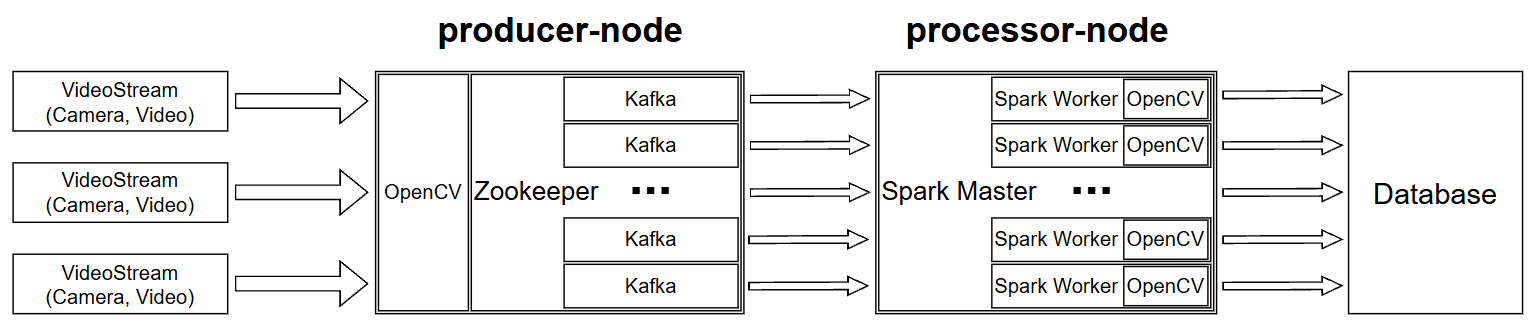 producer-node
processor-node
VideoStream
(Camera, Video)
VideoStream
(Camera, Video)
VideoStream
(Camera, Video)
OpenCV
Zookeeper
Kafka
Kafka
...
Kafka
Kafka
Spark Master
Spark Worker OpenCV
Spark Worker OpenCV
...
Spark Worker OpenCV
Spark Worker OpenCV
Database